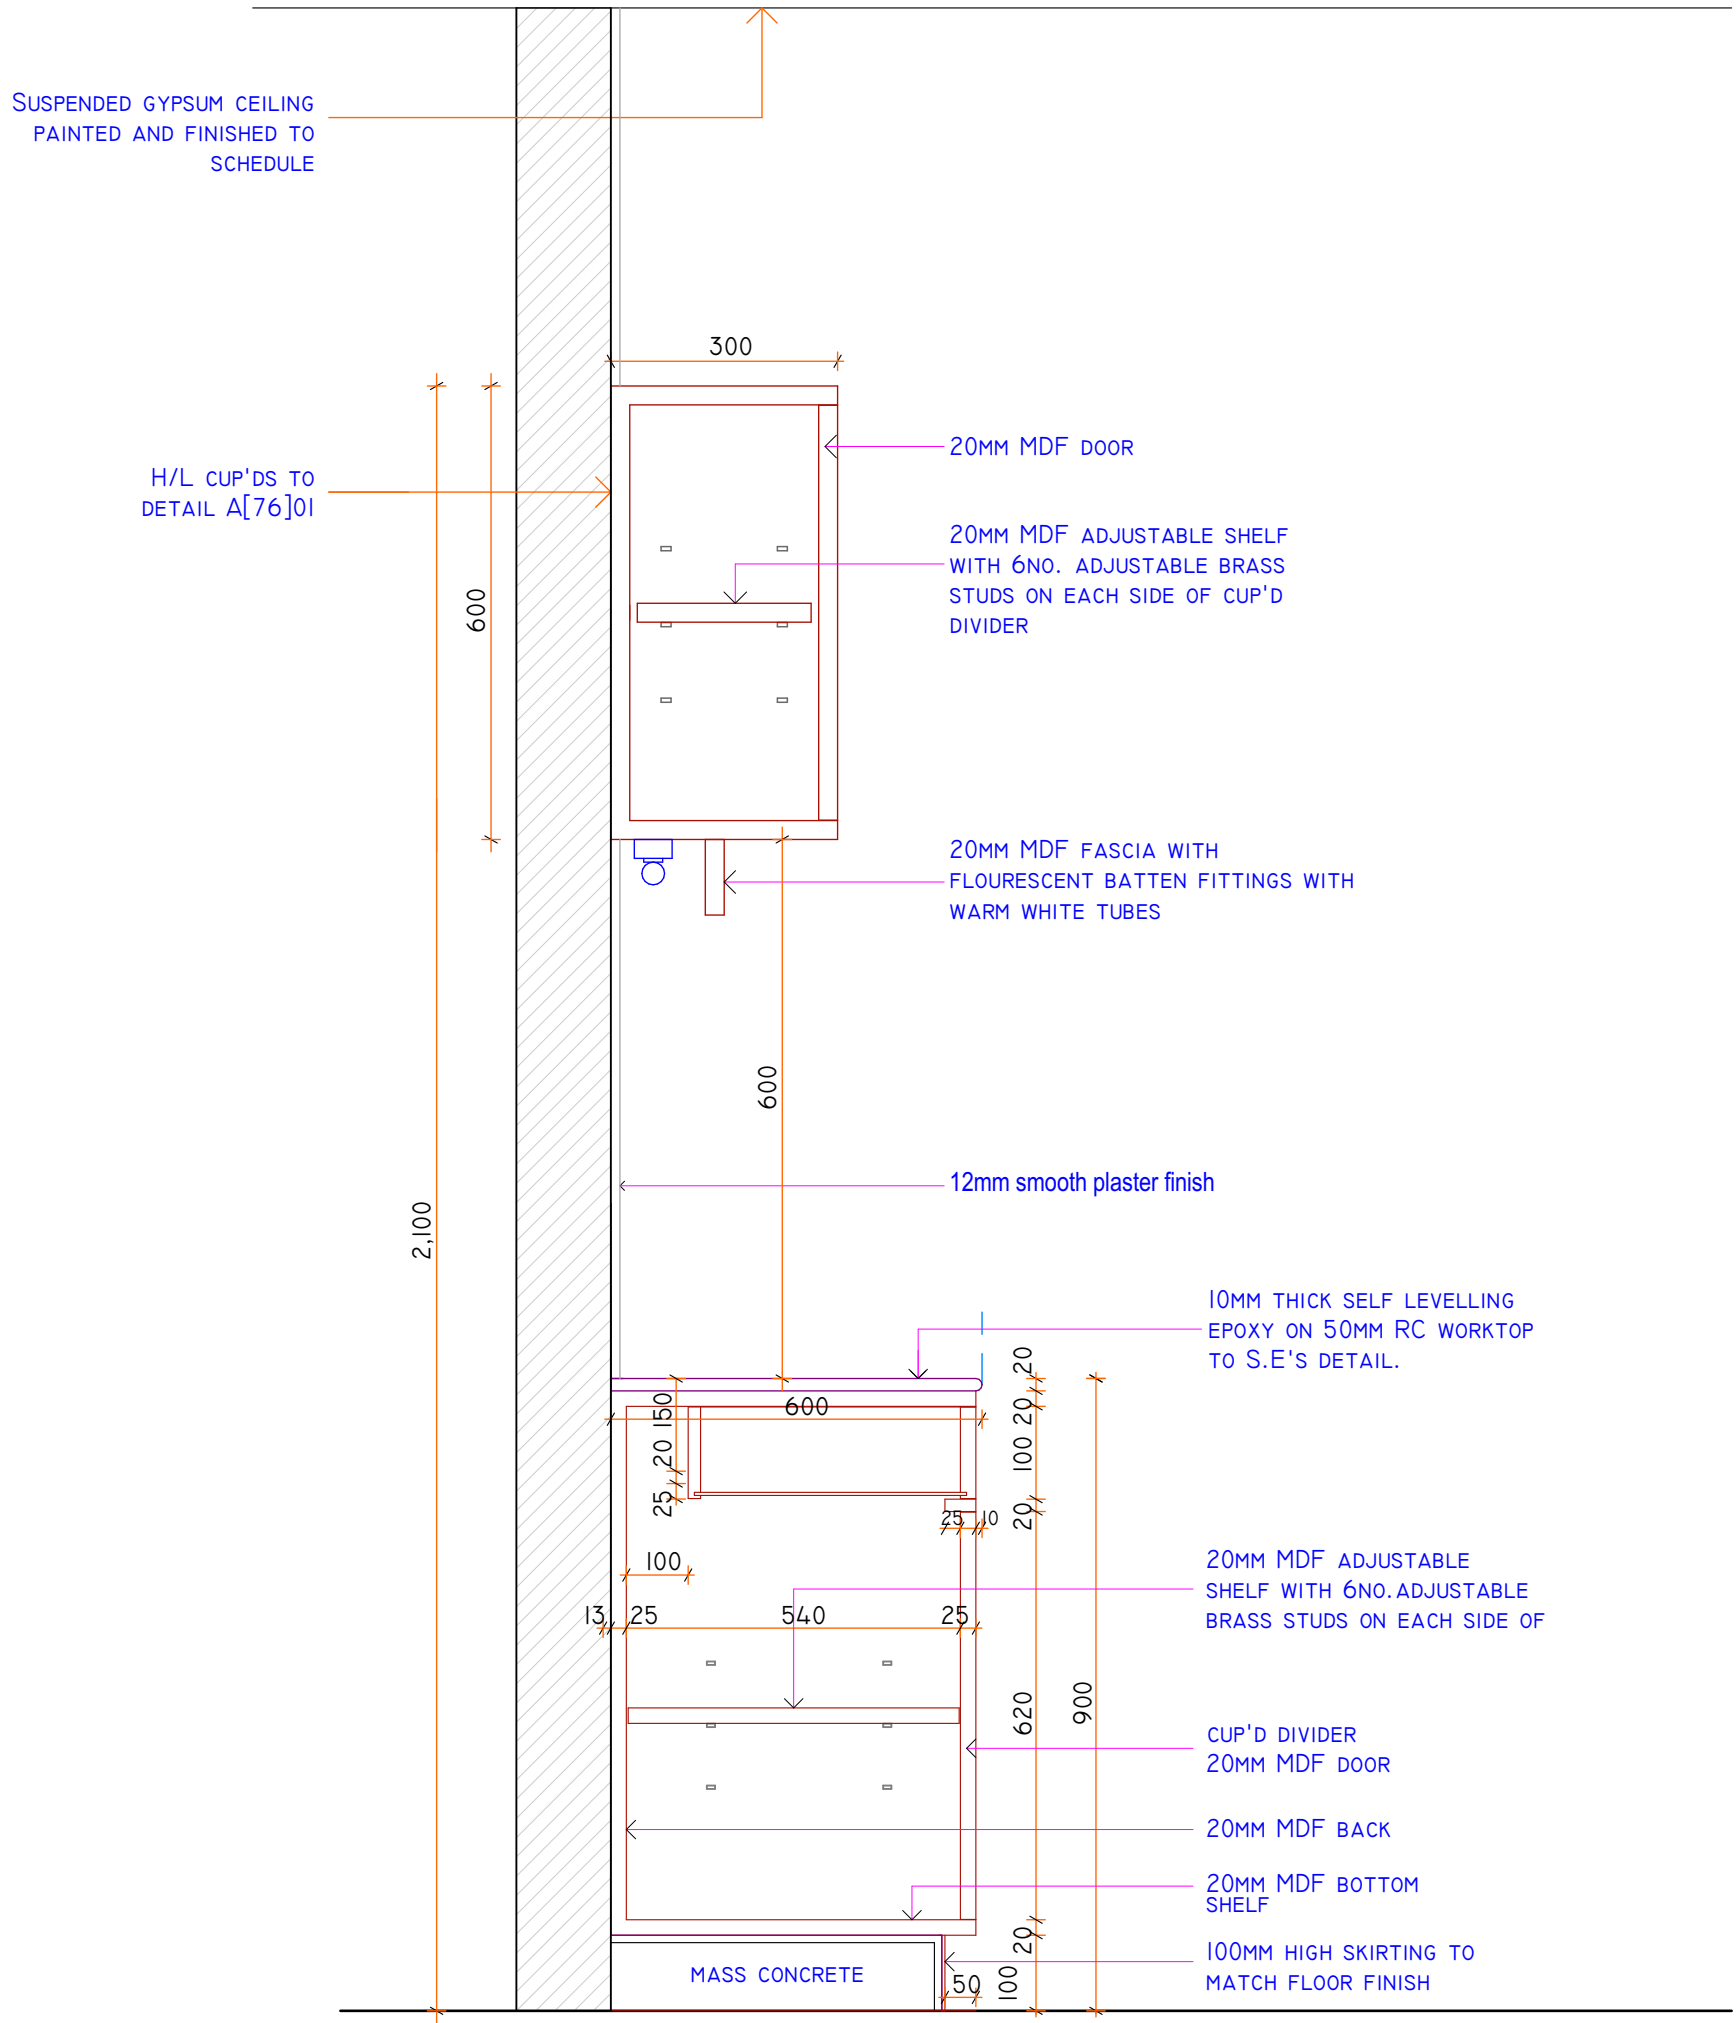 SUSPENDED GYPSUM CEILING
PAINTED AND FINISHED TO
SCHEDULE
300
H/L CUP'DS TO
DETAIL A[76]01
600
20MM MDF DOOR
20MM MDF ADJUSTABLE SHELF
WITH 6NO. ADJUSTABLE BRASS
STUDS ON EACH SIDE OF CUP'D
DIVIDER
20MM MDF FASCIA WITH
FLOURESCENT BATTEN FITTINGS WITH
WARM WHITE TUBES
600
2,100
12mm smooth plaster finish
10MM THICK SELF LEVELLING
EPOXY ON 50MM RC WORKTOP
TO S.E'S DETAIL.
20
600
150
20
20
100
25
20
25
10
100
13
25
540
25
20MM MDF ADJUSTABLE
SHELF WITH 6NO. ADJUSTABLE
BRASS STUDS ON EACH SIDE OF
620
900
CUP'D DIVIDER
20MM MDF DOOR
20MM MDF BACK
20MM MDF BOTTOM
SHELF
20
100MM HIGH SKIRTING TO
MATCH FLOOR FINISH
MASS CONCRETE
50
100